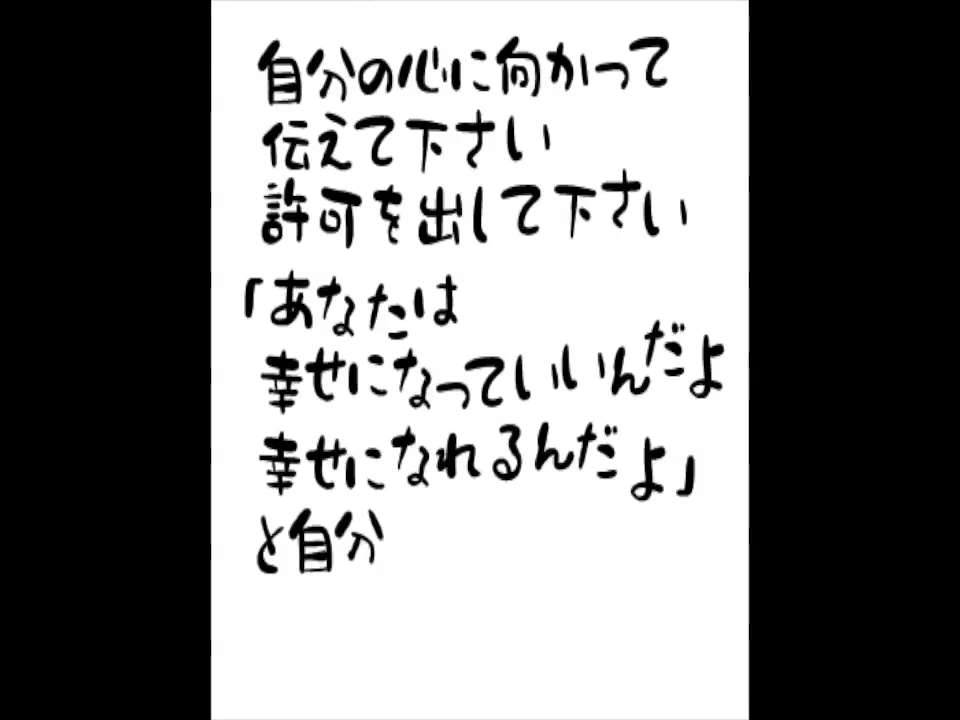 自分の心に向かって
伝えて下さい
許可を出して下さい
「あなたは
幸せになっていいんだよ
幸せになれるんだよ」
と自分